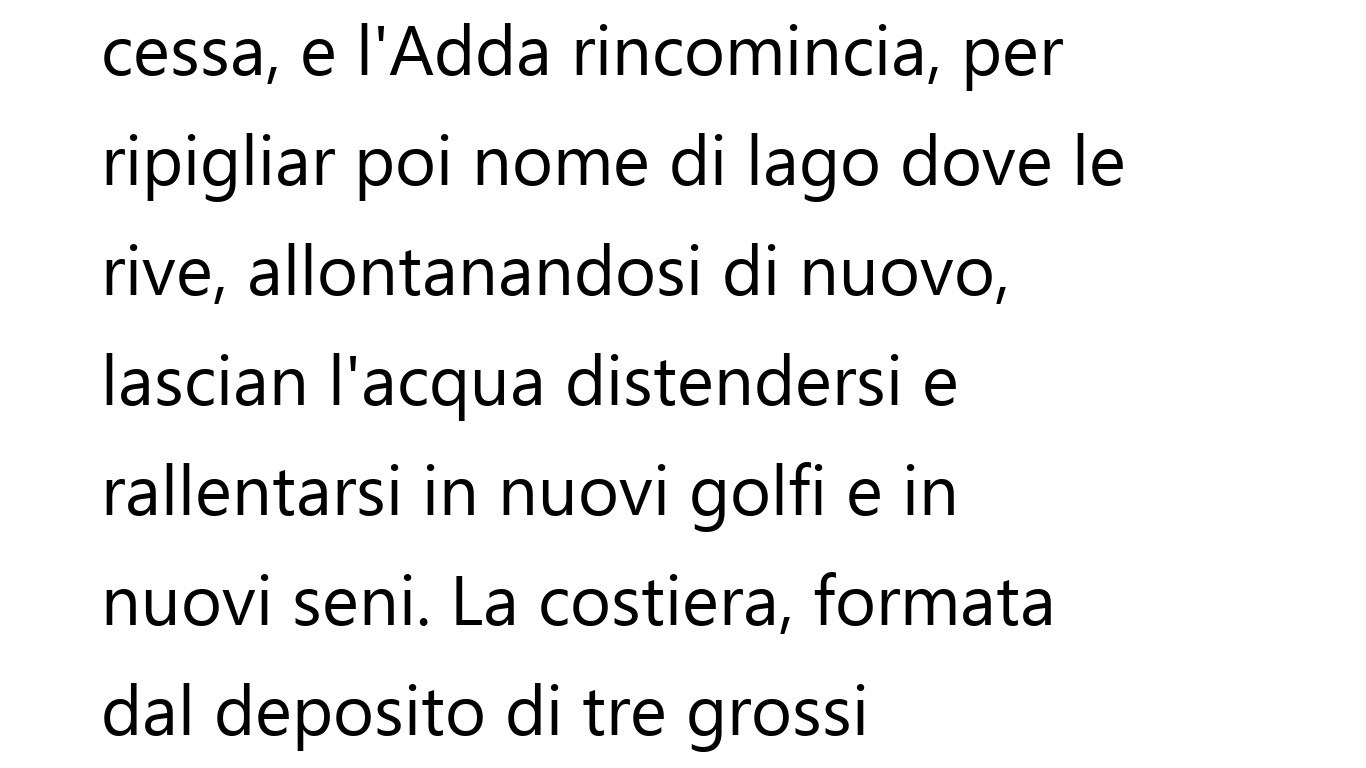 cessa, e l'Adda rincomincia, per
ripigliar poi nome di lago dove le
rive, allontanandosi di nuovo,
lascian l'acqua distendersi e
rallentarsi in nuovi golfi e in
nuovi seni. La costiera, formata
dal deposito di tre grossi